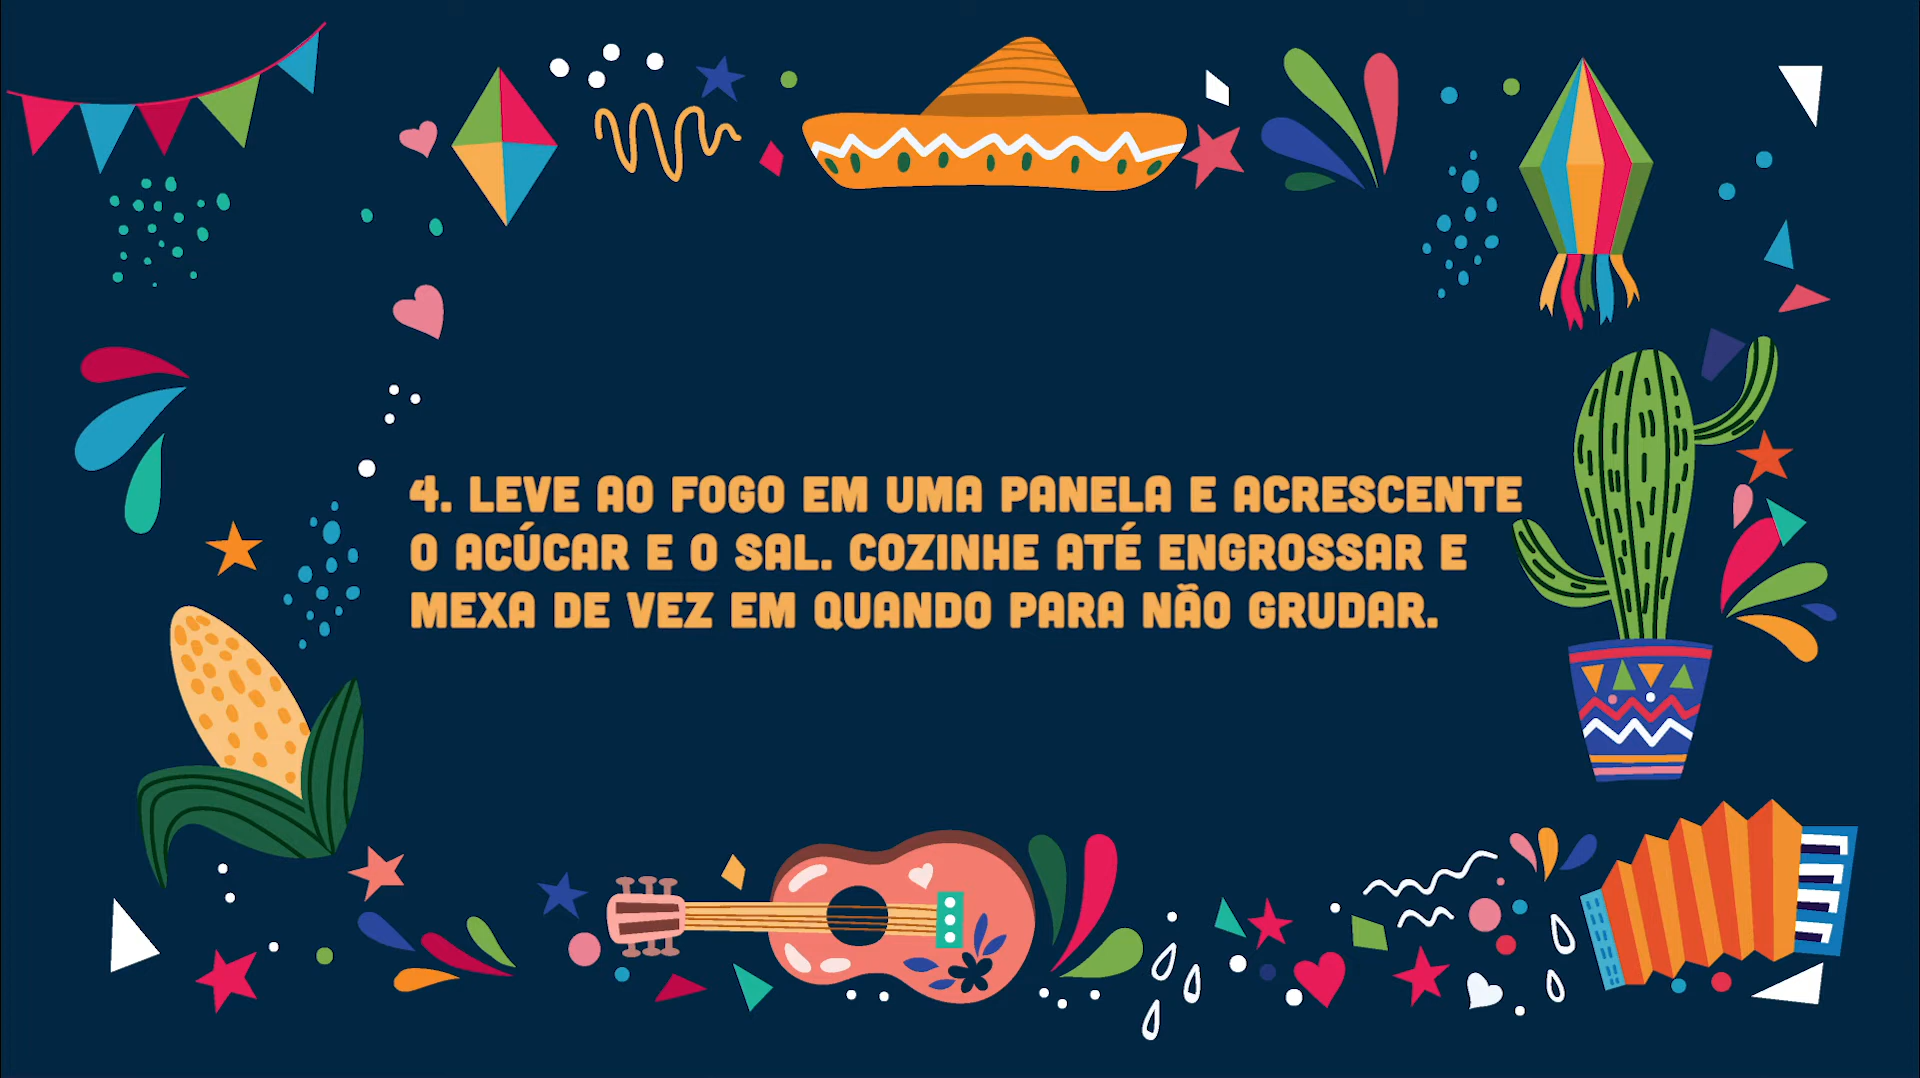 4. LEVE AO FOGO EM UMA PANELA E ACRESCENTE
O AÇÚCAR E O SAL. COZINHE ATÉ ENGROSSAR E
MEXA DE VEZ EM QUANDO PARA NÃO GRUDAR.